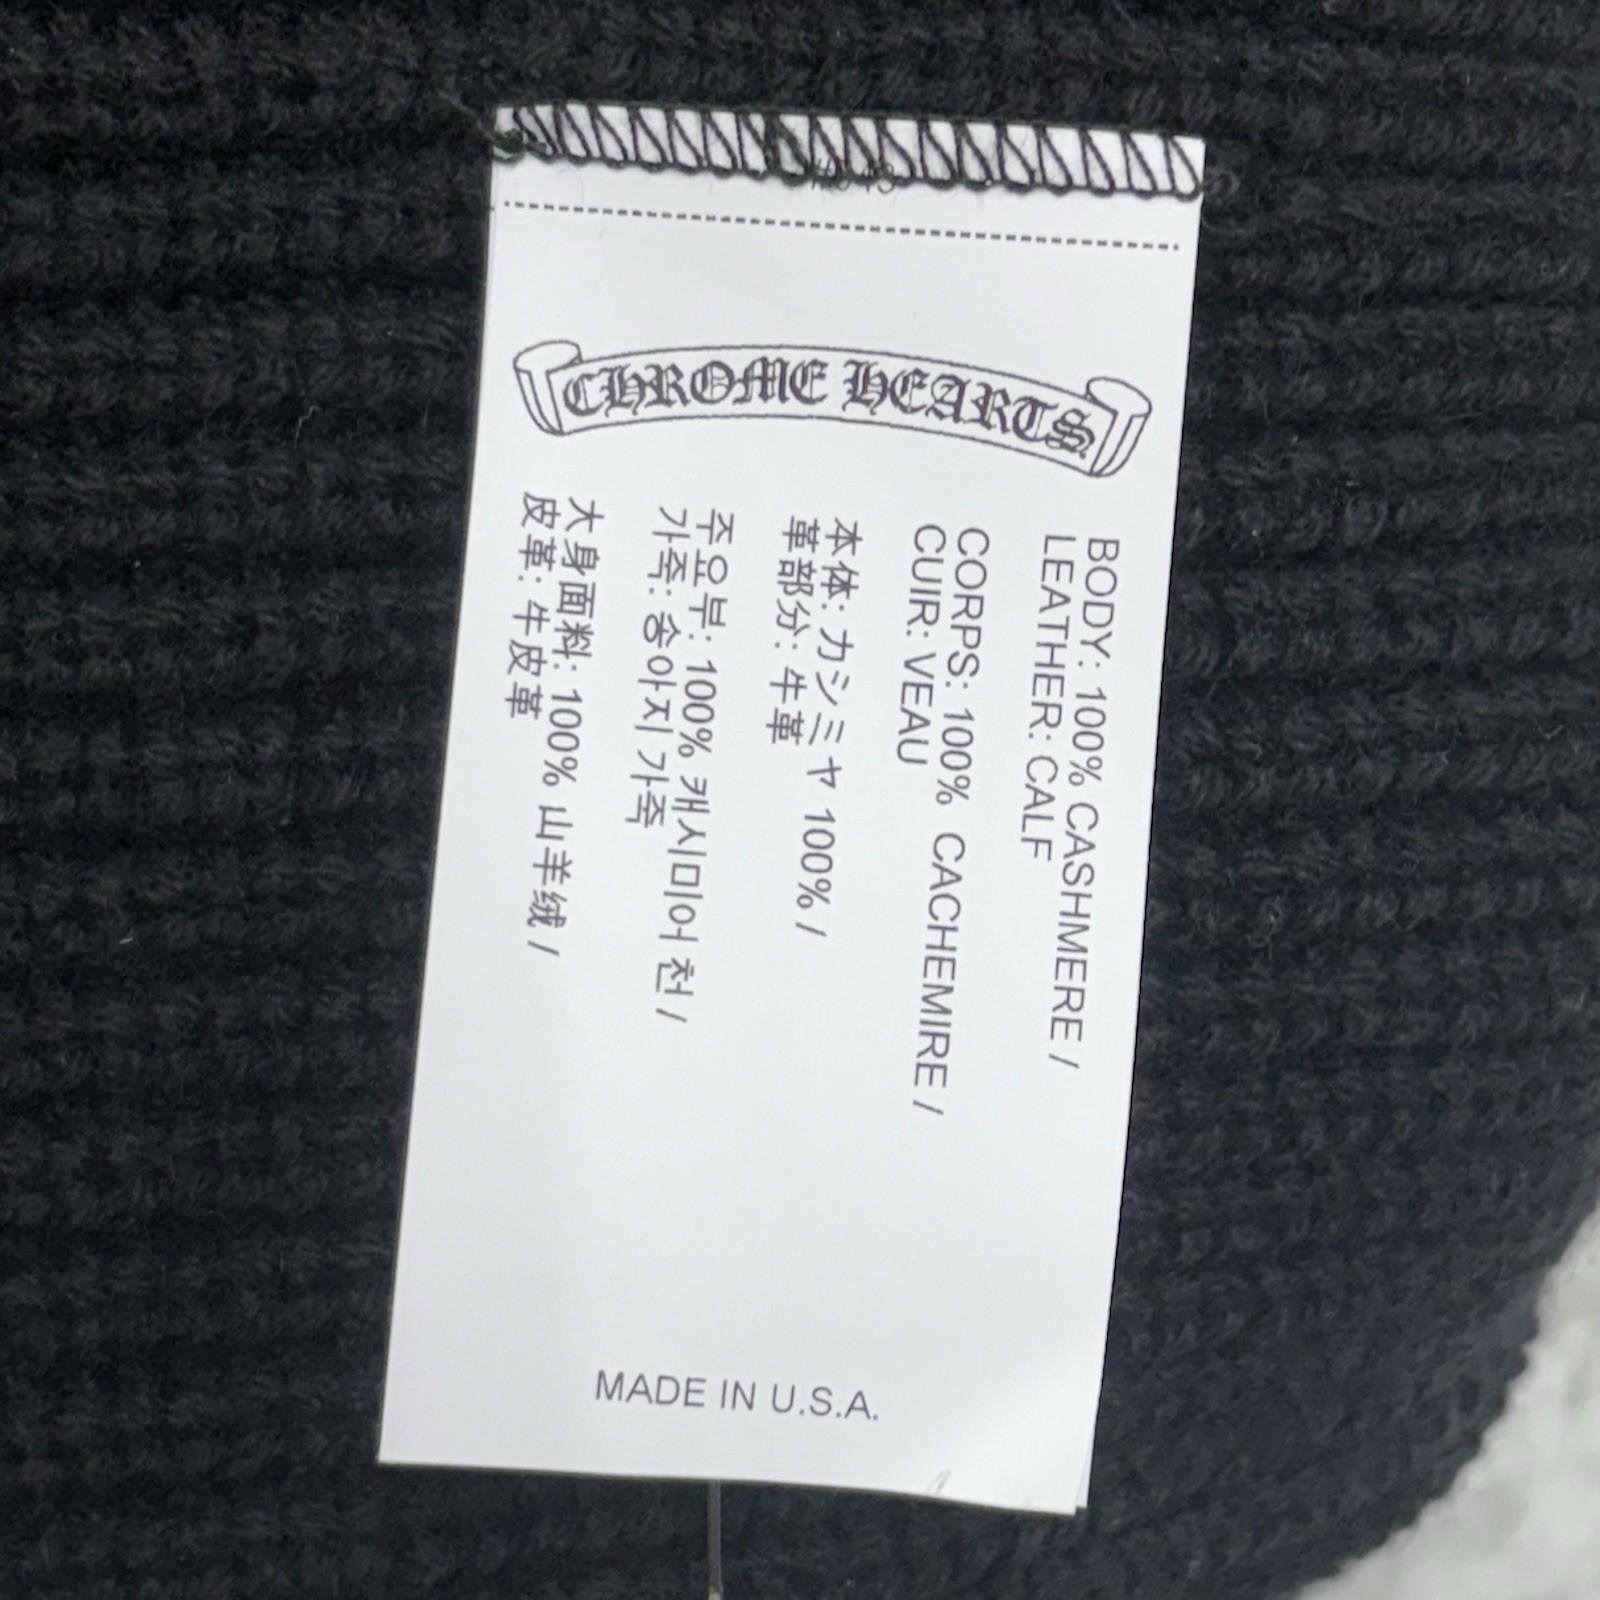 CHROME HEARTS
BODY: 100% CASHMERE /
LEATHER: CALF
CORPS: 100% CACHEMIRE /
CUIR: VEAU
本体: カシミヤ 100% /
革部分: 牛革
주요부: 100% 캐시미어 천 /
가죽: 송아지 가죽
大身面料: 100% 山羊绒 /
皮革: 牛皮革
MADE IN U.S.A.